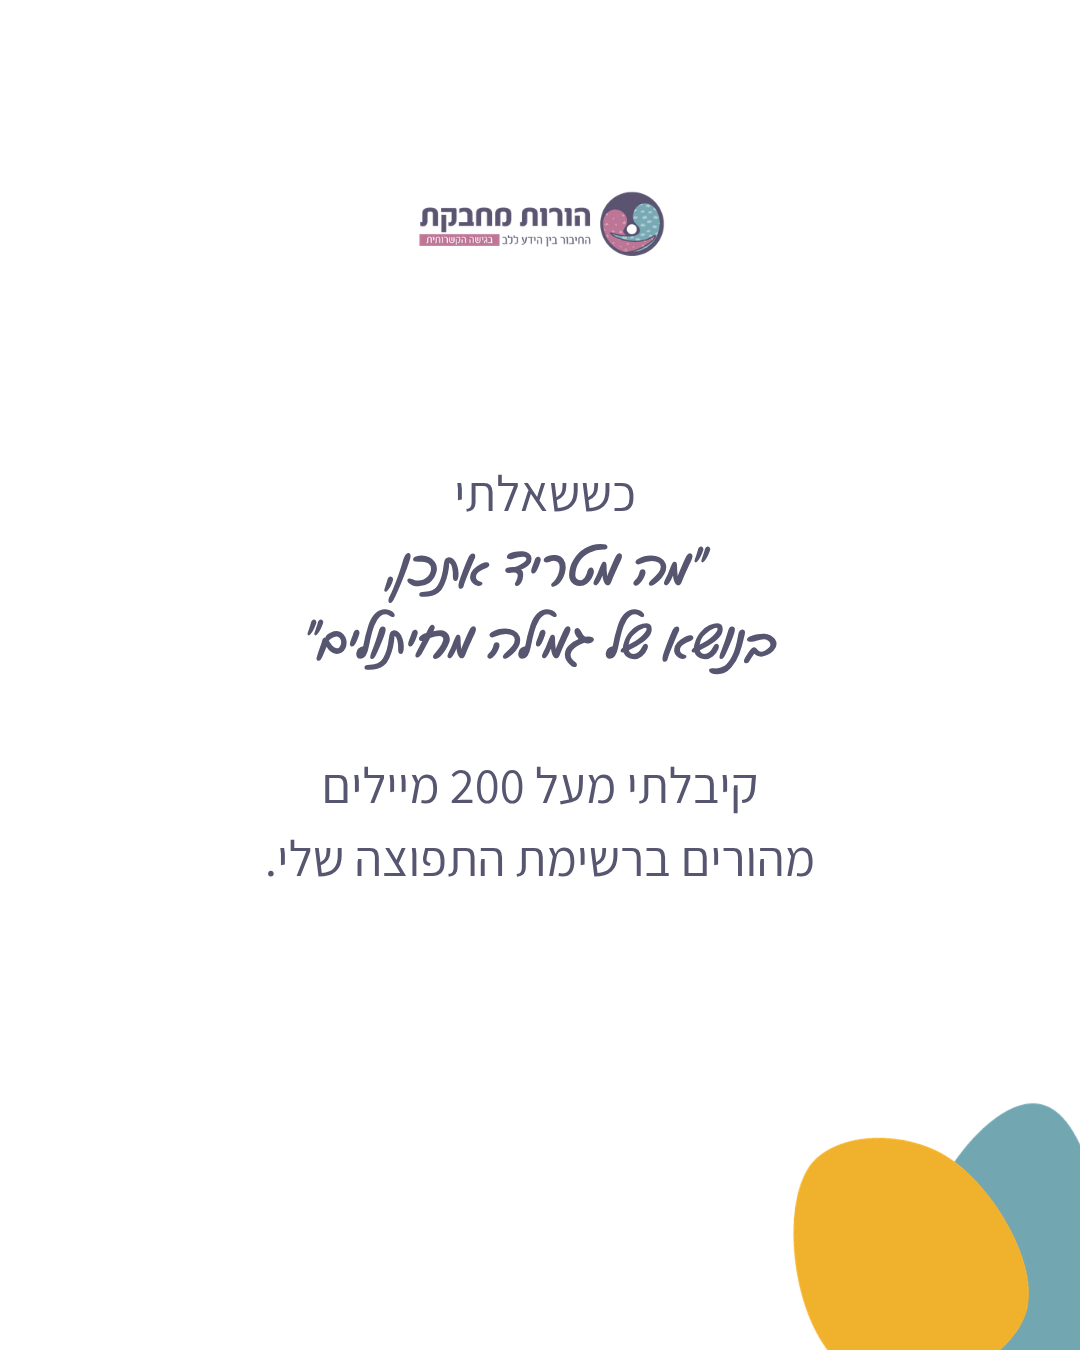 הורות מחבקת
החיבור בין הידע ללב בגישה הקשרותית
כששאלתי
"מה מטריד אתכן,
בנושא של גמילה מחיתולים"
קיבלתי מעל 200 מיילים
מהורים ברשימת התפוצה שלי.